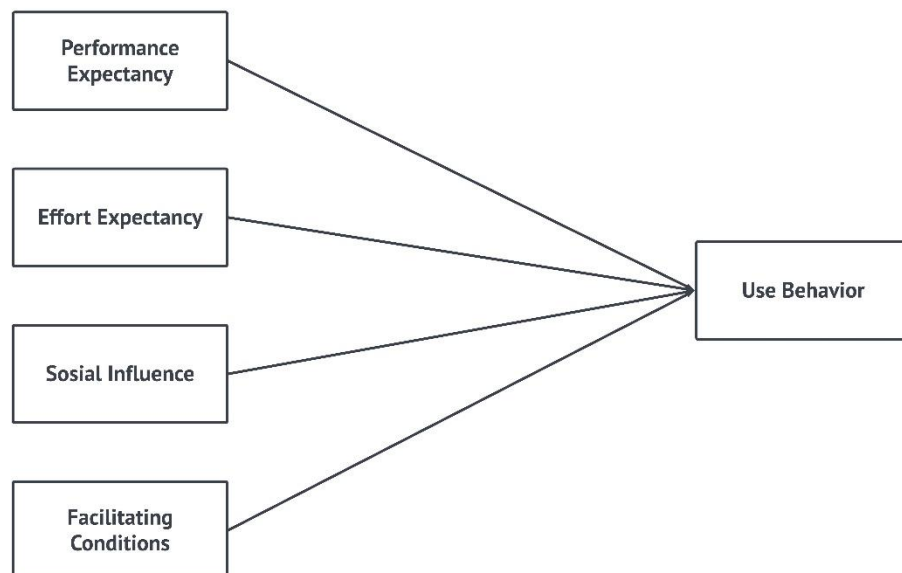 Performance
Expectancy
Effort Expectancy
Use Behavior
Sosial Influence
Facilitating
Conditions